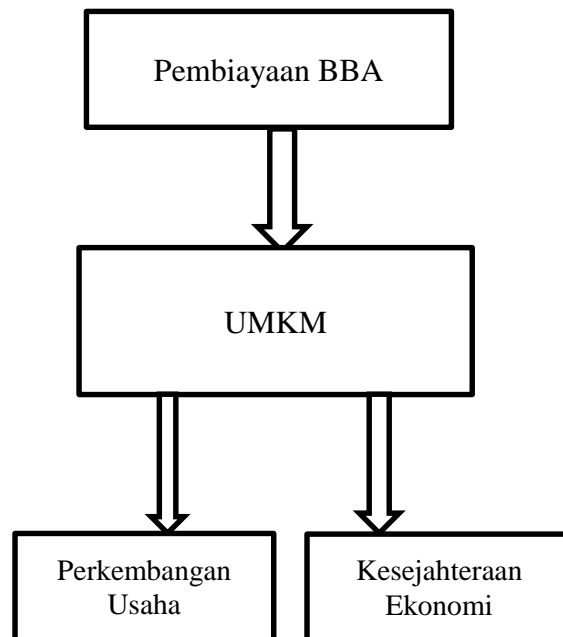 Pembiayaan BBA
UMKM
Perkembangan
Usaha
Kesejahteraan
Ekonomi